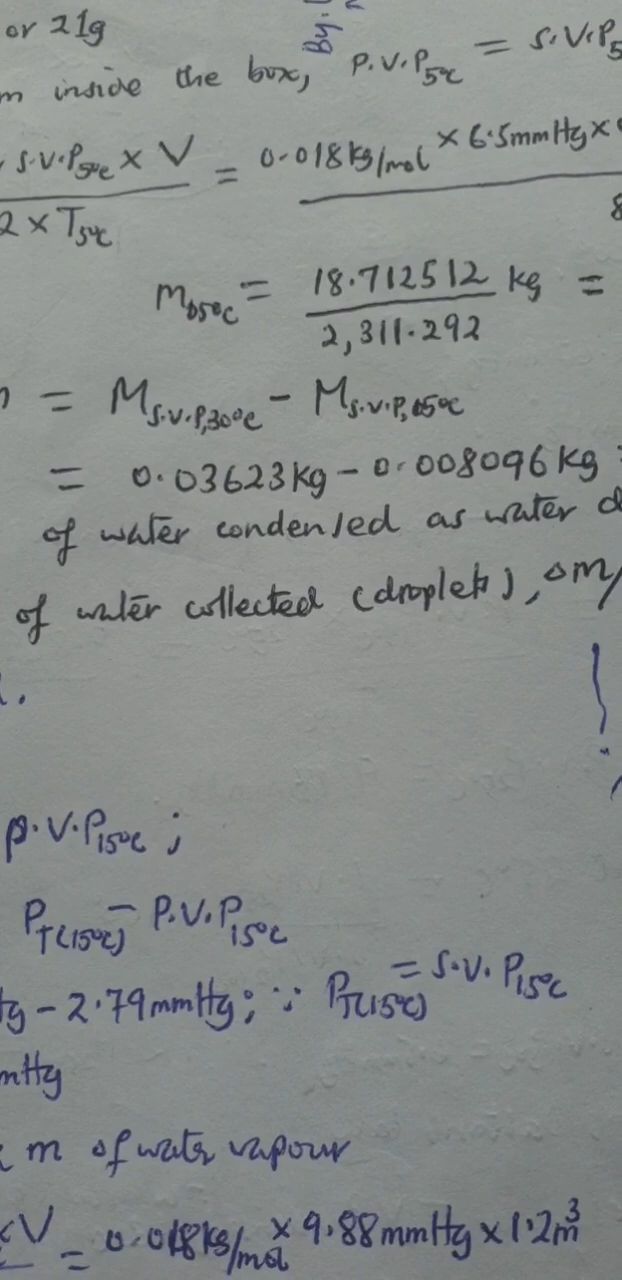 or 21g
By:
m inside the box, P.V.P5°C = S.V.P5
S.V.P5°C × V = 0.018kg/mol × 6.5mmHg ×
2 × T5°C 8
M05°C = 18.712512 kg =
2,311.292
= MS.V.P,30°C - MS.V.P,05°C
= 0.03623kg - 0.008096kg
of water condensed as water d
of water collected (droplets), Δm/
P.V.P15°C ;
PT(15°C) - P.V.P15°C
Hg - 2.79mmHg; ∵ PT(15°C) = S.V.P15°C
mHg
m of water vapour
×V = 0.018kg/mol × 9.88mmHg × 1.2m³